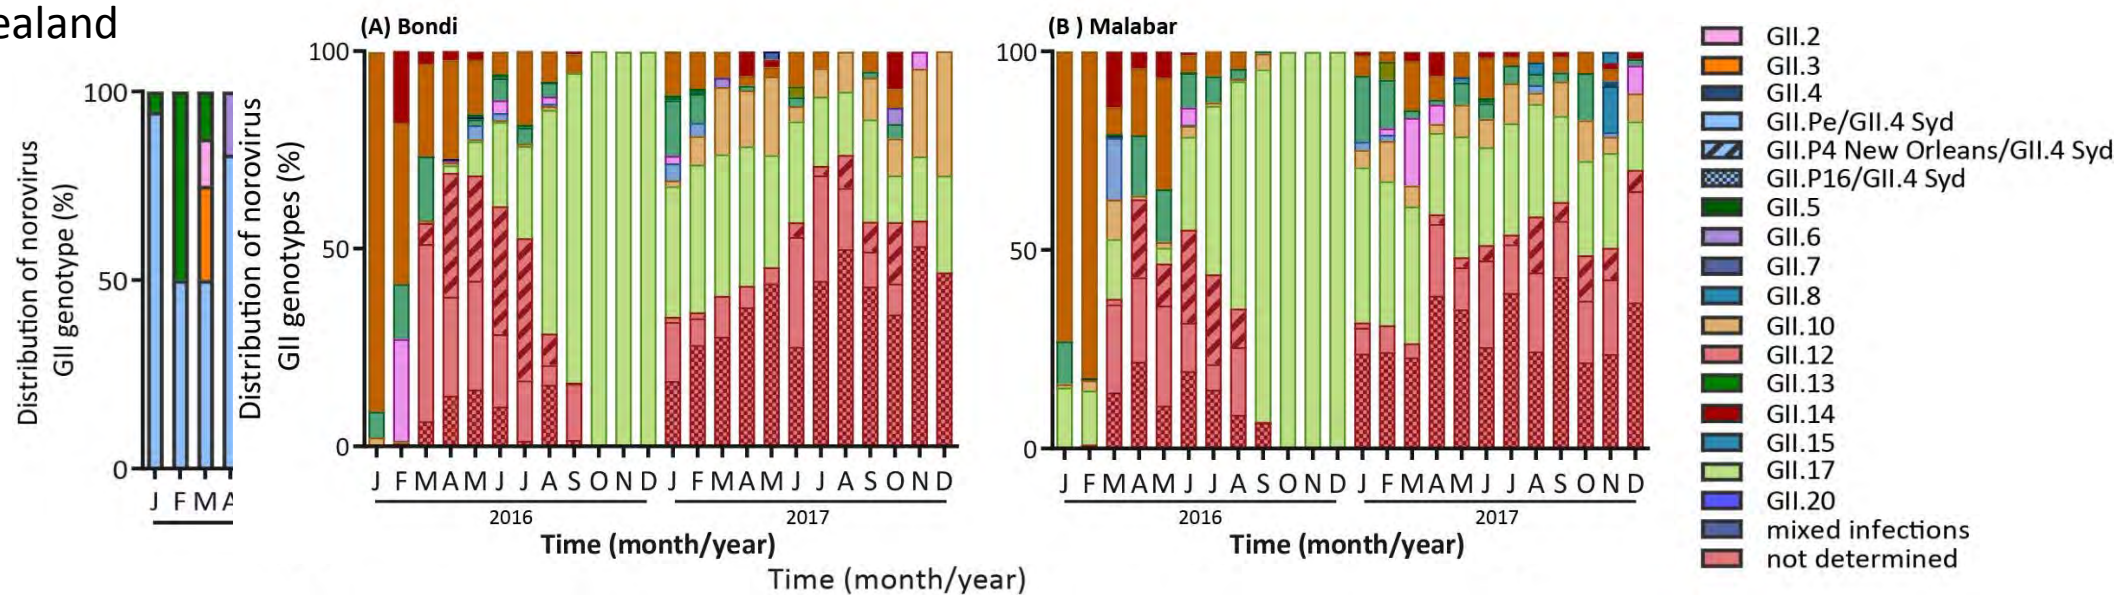 ealand
Distribution of norovirus
GII genotype (%)
100
50
0
J F M A
Distribution of norovirus
GII genotypes (%)
(A) Bondi
100
50
0
J F M A M J J A S O N D J F M A M J J A S O N D
2016 2017
Time (month/year)
(B ) Malabar
100
50
0
J F M A M J J A S O N D J F M A M J J A S O N D
2016 2017
Time (month/year)
Time (month/year)
GII.2
GII.3
GII.4
GII.Pe/GII.4 Syd
GII.P4 New Orleans/GII.4 Syd
GII.P16/GII.4 Syd
GII.5
GII.6
GII.7
GII.8
GII.10
GII.12
GII.13
GII.14
GII.15
GII.17
GII.20
mixed infections
not determined